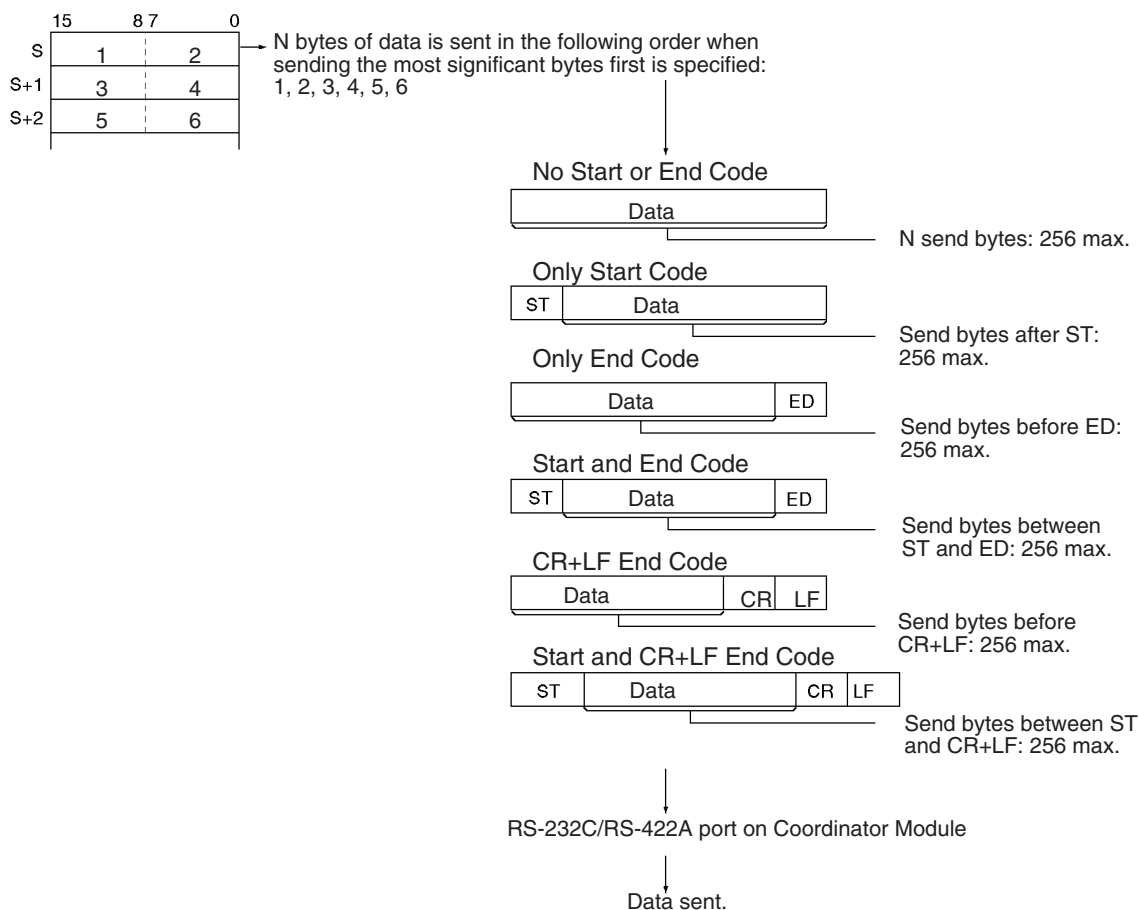 15 8 7 0
S 1 2
S+1 3 4
S+2 5 6
N bytes of data is sent in the following order when
sending the most significant bytes first is specified:
1, 2, 3, 4, 5, 6
No Start or End Code
Data
N send bytes: 256 max.
Only Start Code
ST Data
Send bytes after ST:
256 max.
Only End Code
Data ED
Send bytes before ED:
256 max.
Start and End Code
ST Data ED
Send bytes between
ST and ED: 256 max.
CR+LF End Code
Data CR LF
Send bytes before
CR+LF: 256 max.
Start and CR+LF End Code
ST Data CR LF
Send bytes between ST
and CR+LF: 256 max.
RS-232C/RS-422A port on Coordinator Module
Data sent.